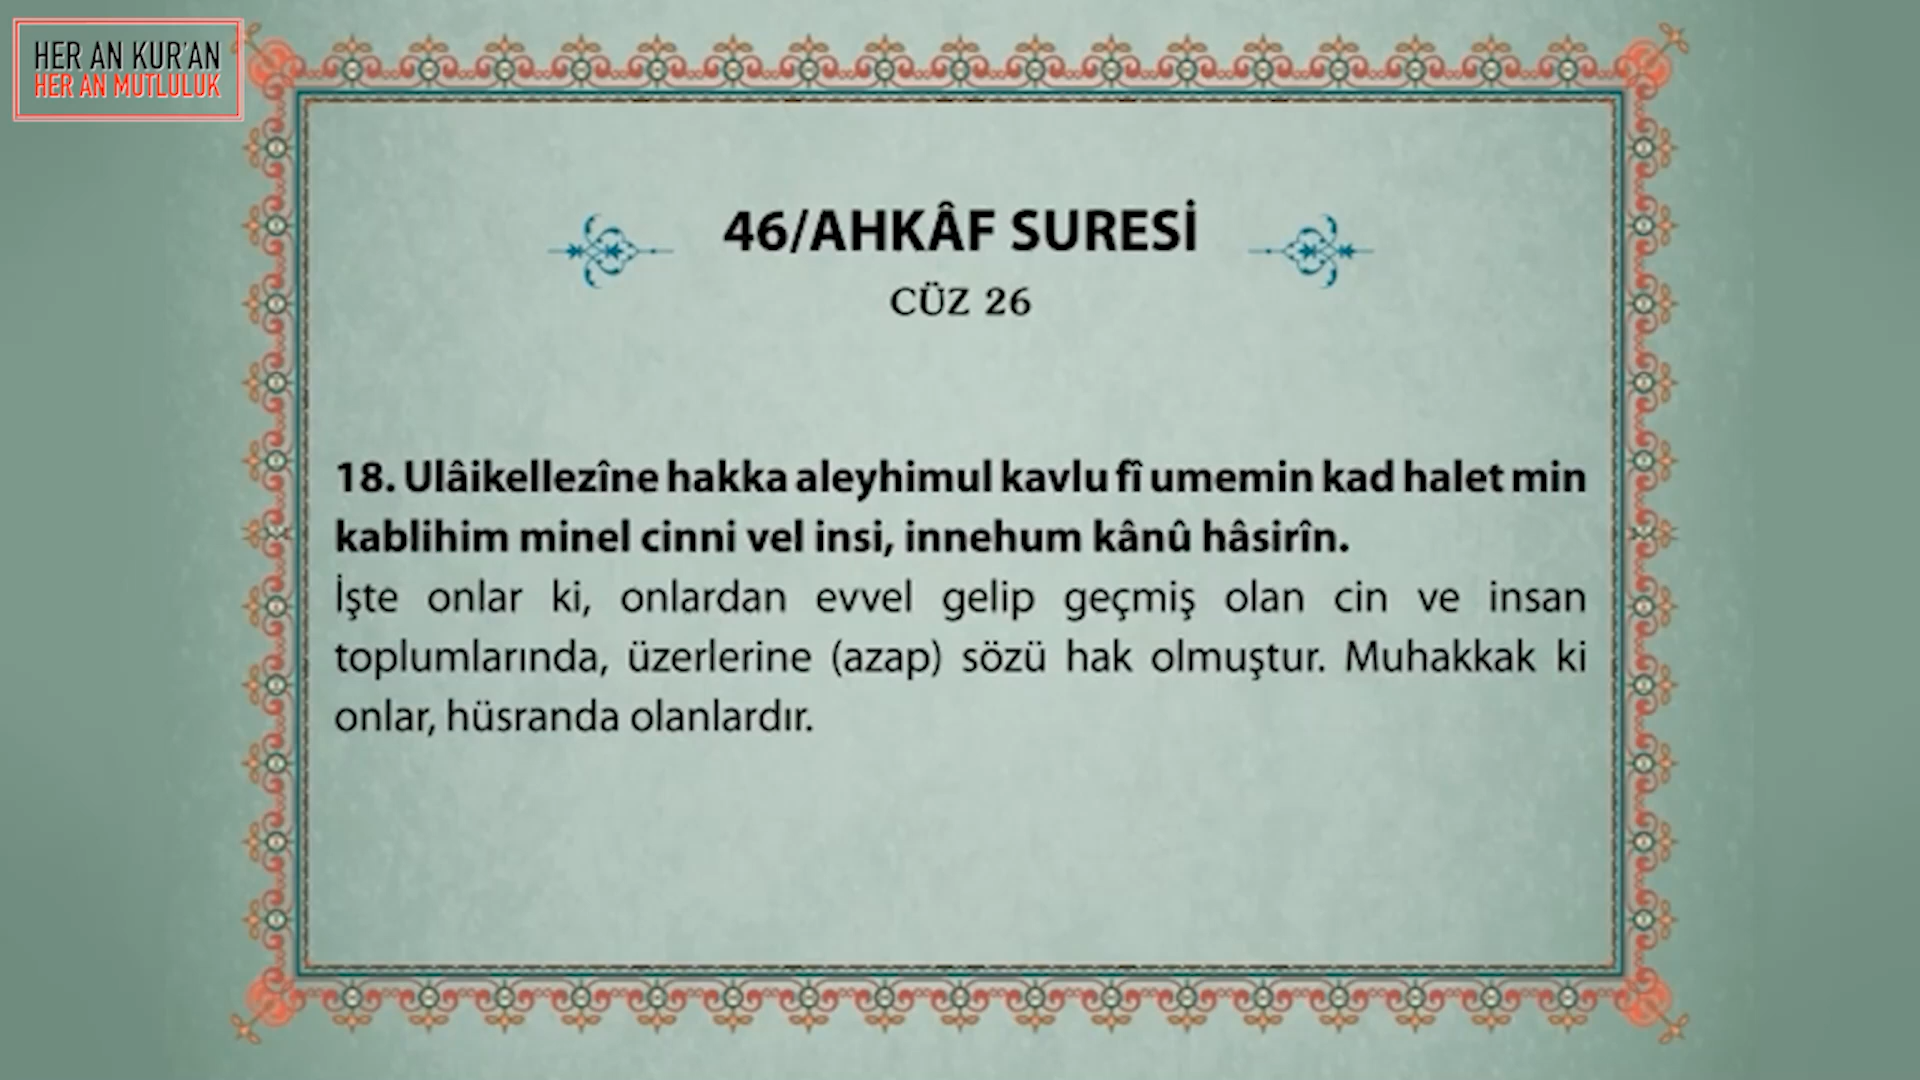 HER AN KUR'AN
HER AN MUTLULUK
46/AHKÂF SURESİ
CÜZ 26
18. Ulâikellezîne hakka aleyhimul kavlu fî umemin kad halet min
kablihim minel cinni vel insi, innehum kânû hâsirîn.
İşte onlar ki, onlardan evvel gelip geçmiş olan cin ve insan
toplumlarında, üzerlerine (azap) sözü hak olmuştur. Muhakkak ki
onlar, hüsranda olanlardır.